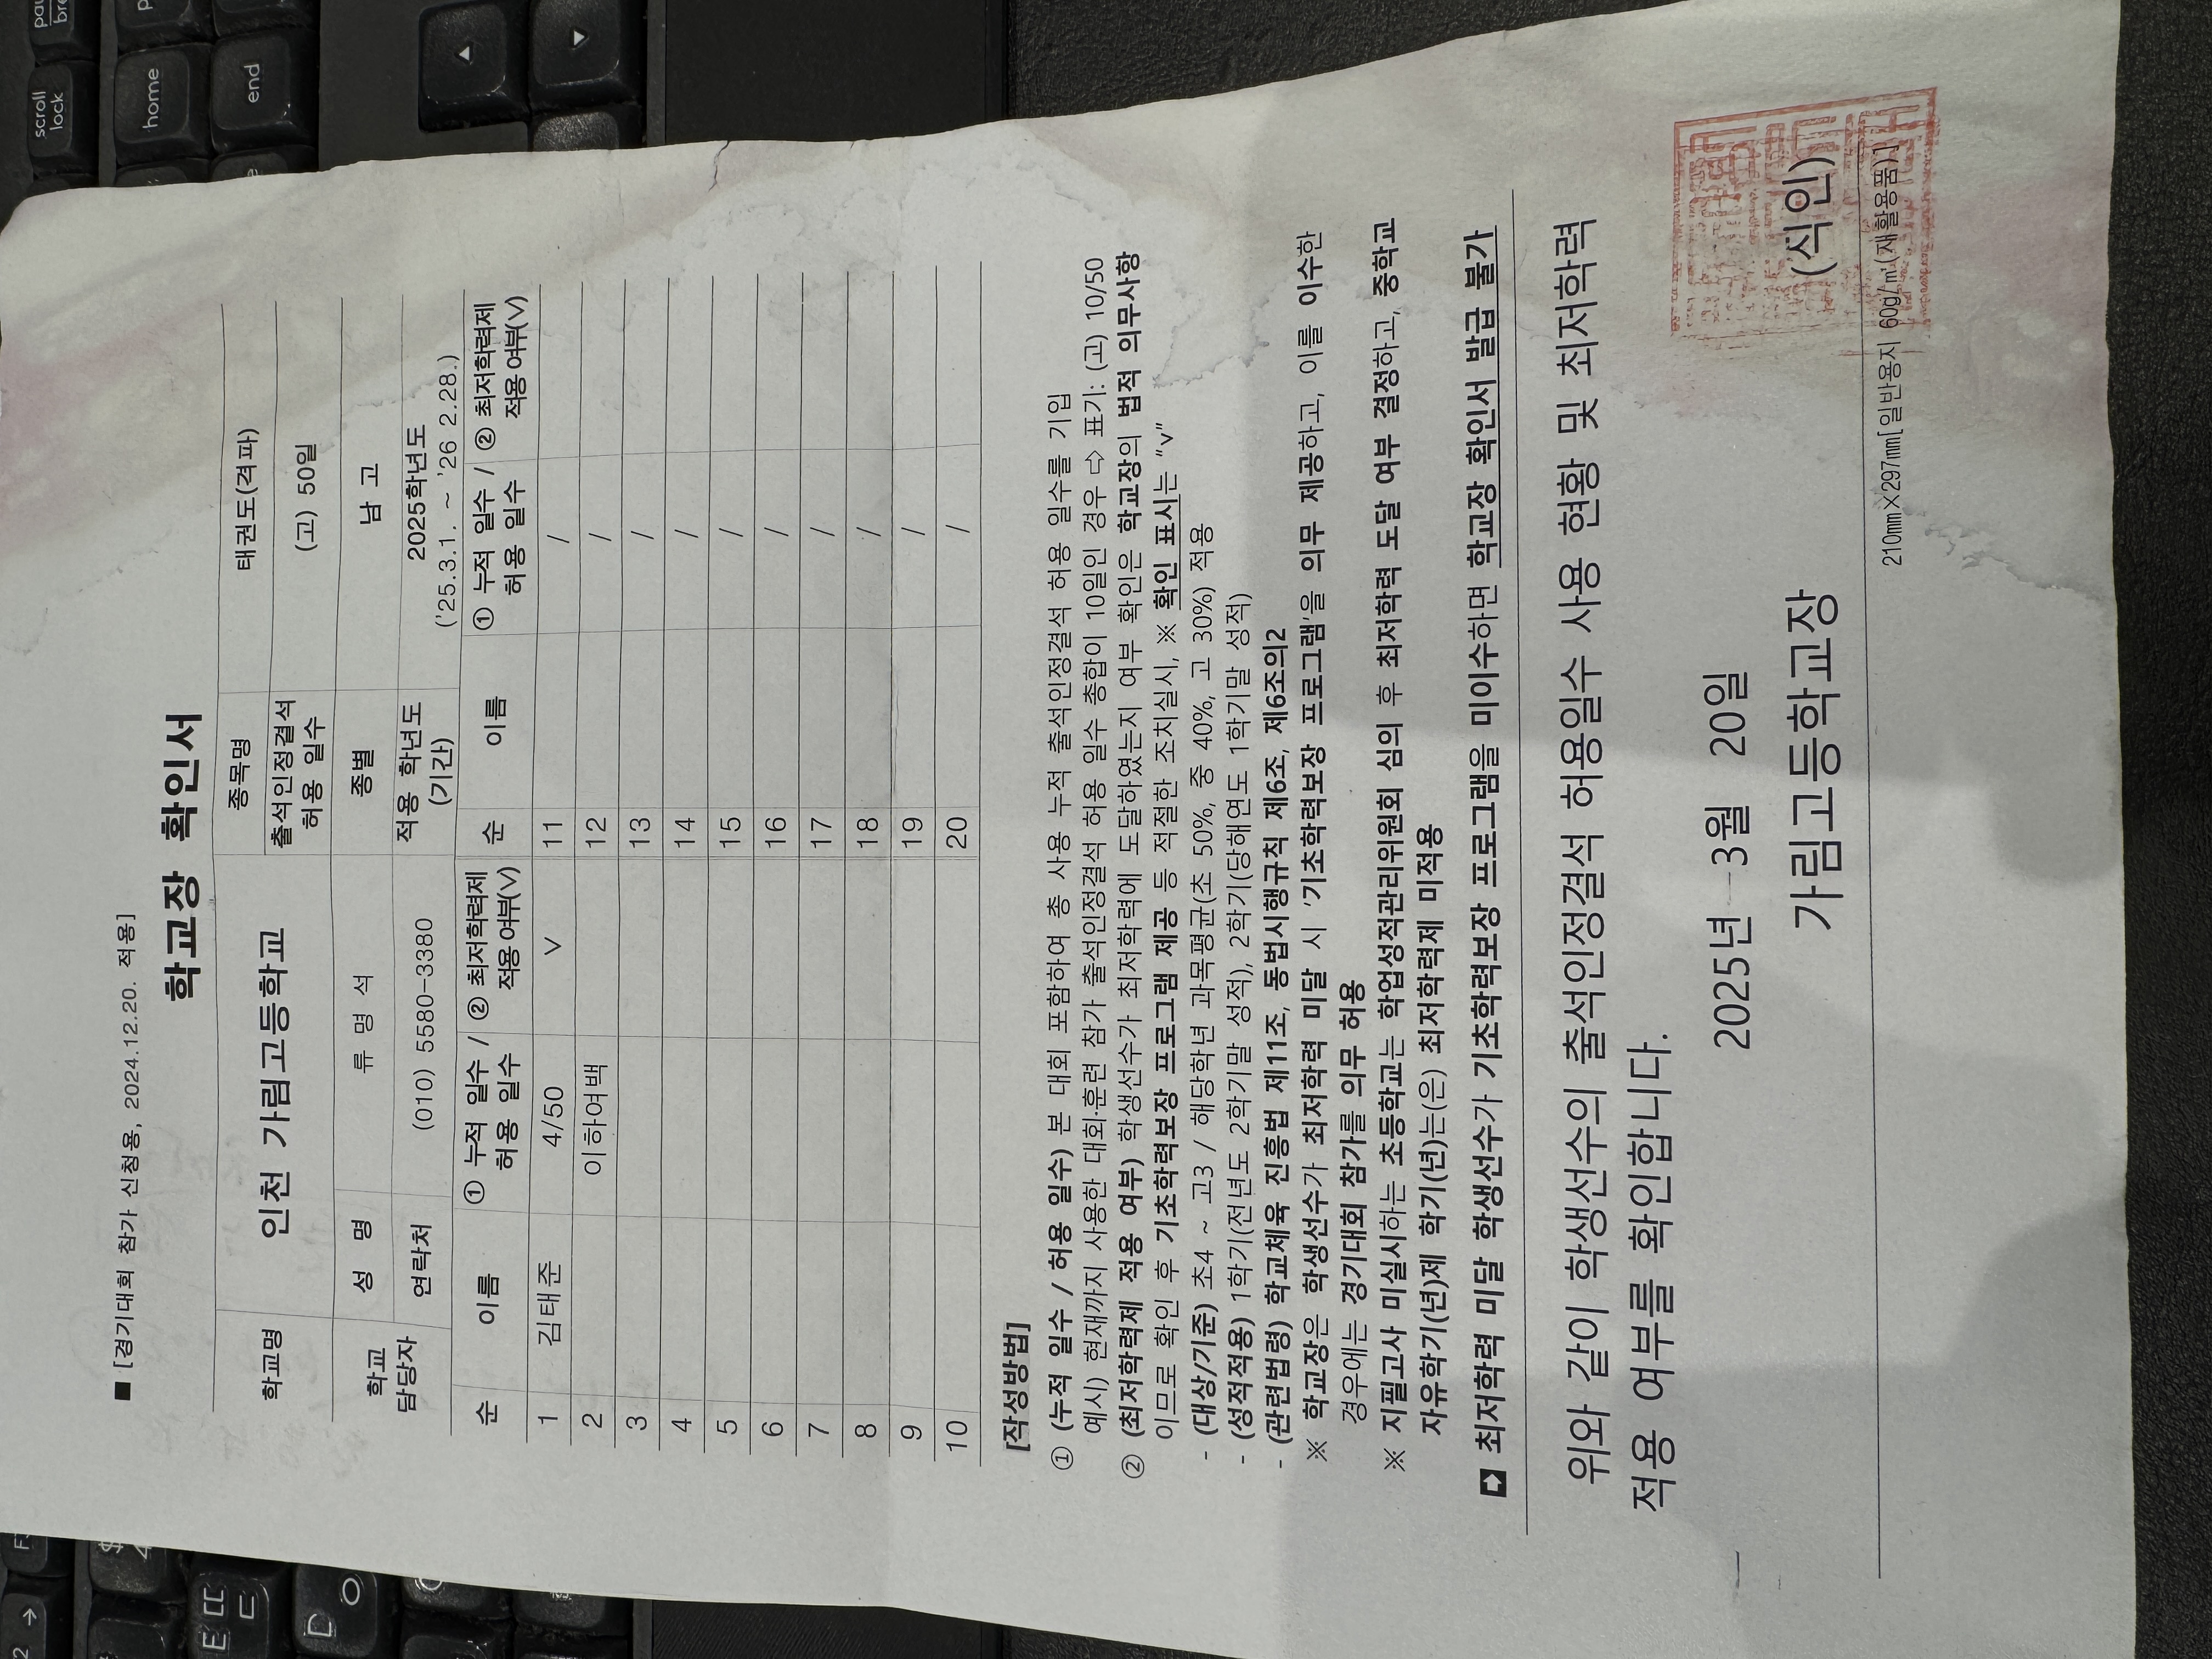 ■ [경기대회 참가 신청용, 2024.12.20. 적용]
학교장 확인서
학교명 인천 가림고등학교 종목명 태권도(격파)
출석인정결석 허용 일수 (고) 50일
학교 담당자 성 명 류 명 석 종별 남 고
연락처 (010) 5580-3380 적용 학년도 (기간) 2025학년도 ('25.3.1. ~ '26 2.28.)
순 이름 ① 누적 일수 / 허용 일수 ② 최저학력제 적용 여부(V) 순 이름 ① 누적 일수 / 허용 일수 ② 최저학력제 적용 여부(V)
1 김태준 4/50 V 11 /
2 이하여백 12 /
3 13 /
4 14 /
5 15 /
6 16 /
7 17 /
8 18 /
9 19 /
10 20 /
[작성방법]
① (누적 일수 / 허용 일수) 본 대회 포함하여 총 사용 누적 출석인정결석 허용 일수를 기입
예시) 현재까지 사용한 대회·훈련 참가 출석인정결석 허용 일수 총합이 10일인 경우 ➪ 표기: (고) 10/50
② (최저학력제 적용 여부) 학생선수가 최저학력에 도달하였는지 여부 확인은 학교장의 법적 의무사항
이므로 확인 후 기초학력보장 프로그램 제공 등 적절한 조치실시, ※ 확인 표시는 "v"
- (대상/기준) 초4 ~ 고3 / 해당학년 과목평균(초 50%, 중 40%, 고 30%) 적용
- (성적적용) 1학기(전년도 2학기말 성적), 2학기(당해연도 1학기말 성적)
- (관련법령) 학교체육 진흥법 제11조, 동법시행규칙 제6조, 제6조의2
※ 학교장은 학생선수가 최저학력 미달 시 '기초학력보장 프로그램'을 의무 제공하고, 이를 이수한
경우에는 경기대회 참가를 의무 허용
※ 지필고사 미실시하는 초등학교는 학업성적관리위원회 심의 후 최저학력 도달 여부 결정하고, 중학교
자유학기(년)제 학기(년)는(은) 최저학력제 미적용
최저학력 미달 학생선수가 기초학력보장 프로그램을 미이수하면 학교장 확인서 발급 불가
위와 같이 학생선수의 출석인정결석 허용일수 사용 현황 및 최저학력
적용 여부를 확인합니다.
2025년 3월 20일
가림고등학교장 (직인)
210㎜×297㎜[일반용지 60g/㎡(재활용품)]
scroll lock
home
end